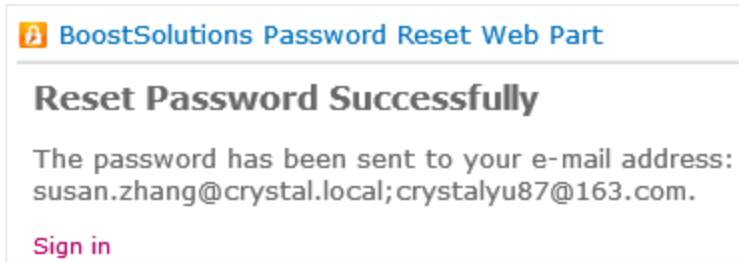 BoostSolutions Password Reset Web Part
Reset Password Successfully
The password has been sent to your e-mail address:
susan.zhang@crystal.local;crystalyu87@163.com.
Sign in